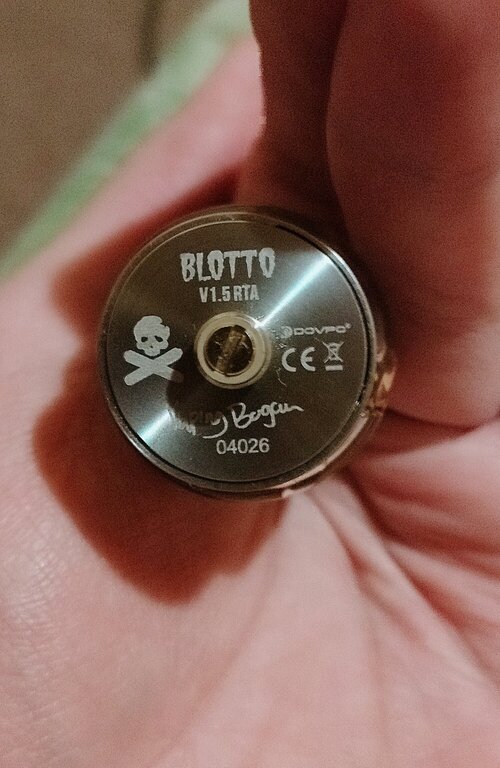 BLOTTO
V1.5 RTA
DOVPO®
CE
Bogan
04026